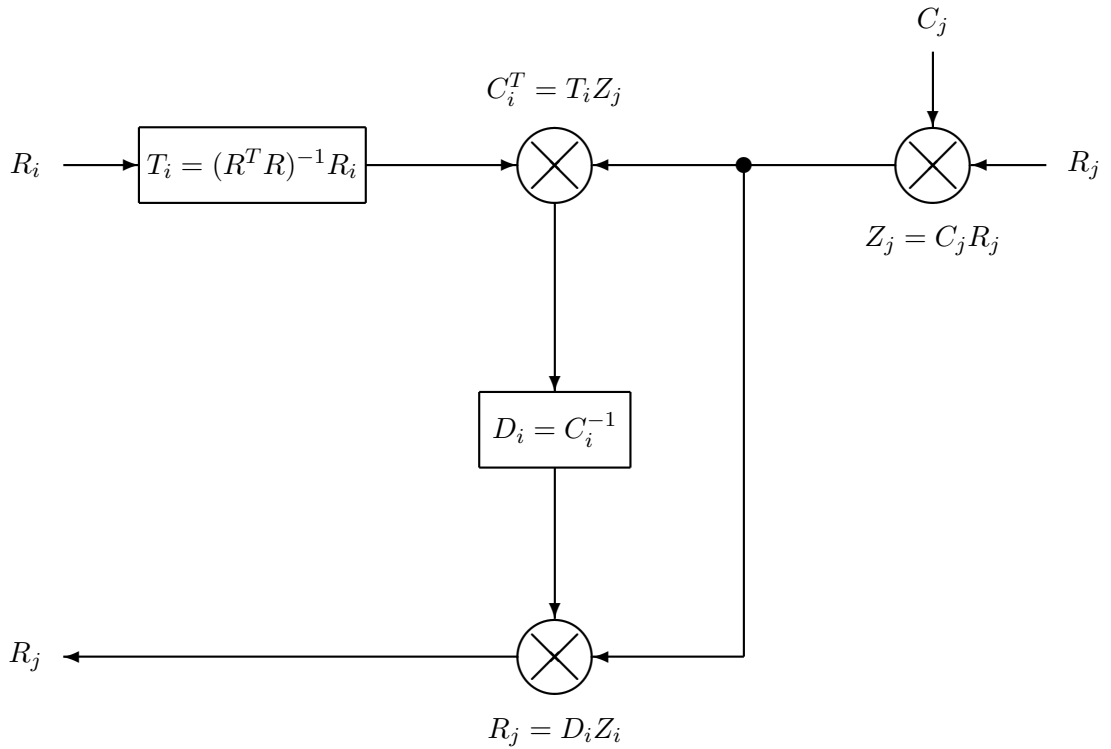 C_j
C_i^T = T_i Z_j
R_i
T_i = (R^T R)^{-1} R_i
R_j
Z_j = C_j R_j
D_i = C_i^{-1}
R_j
R_j = D_i Z_i